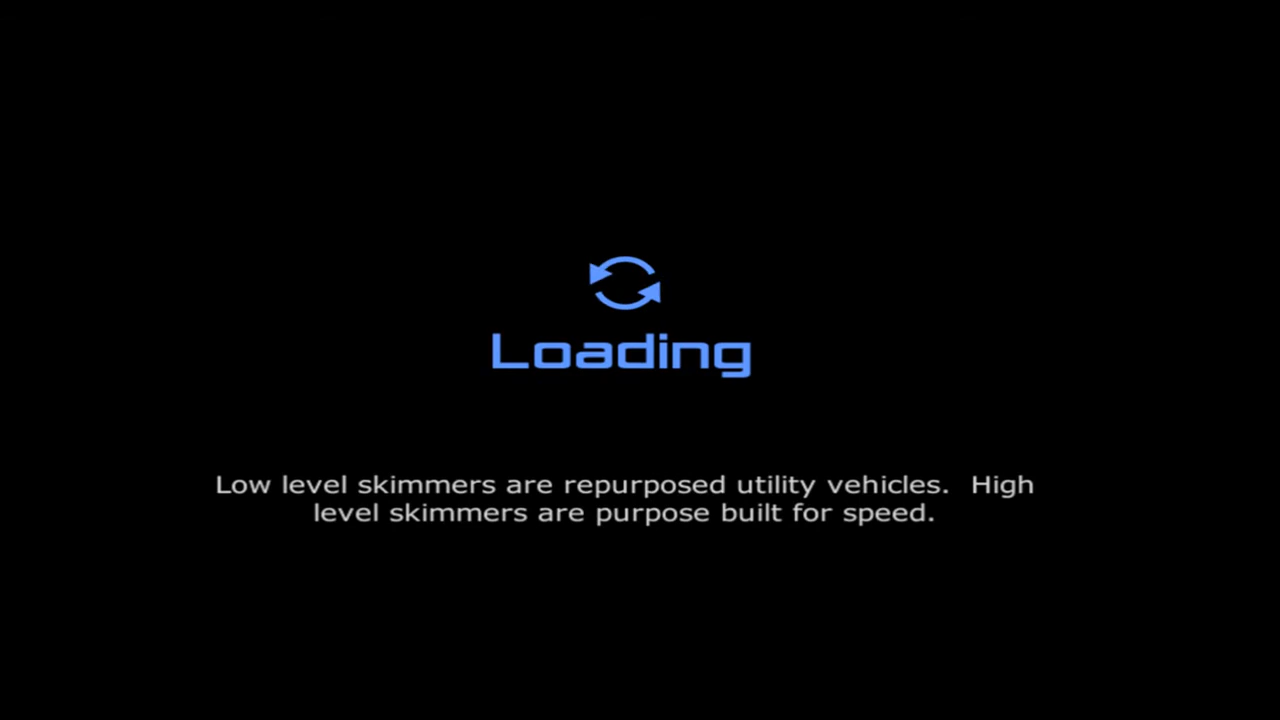 Loading
Low level skimmers are repurposed utility vehicles.  High
level skimmers are purpose built for speed.